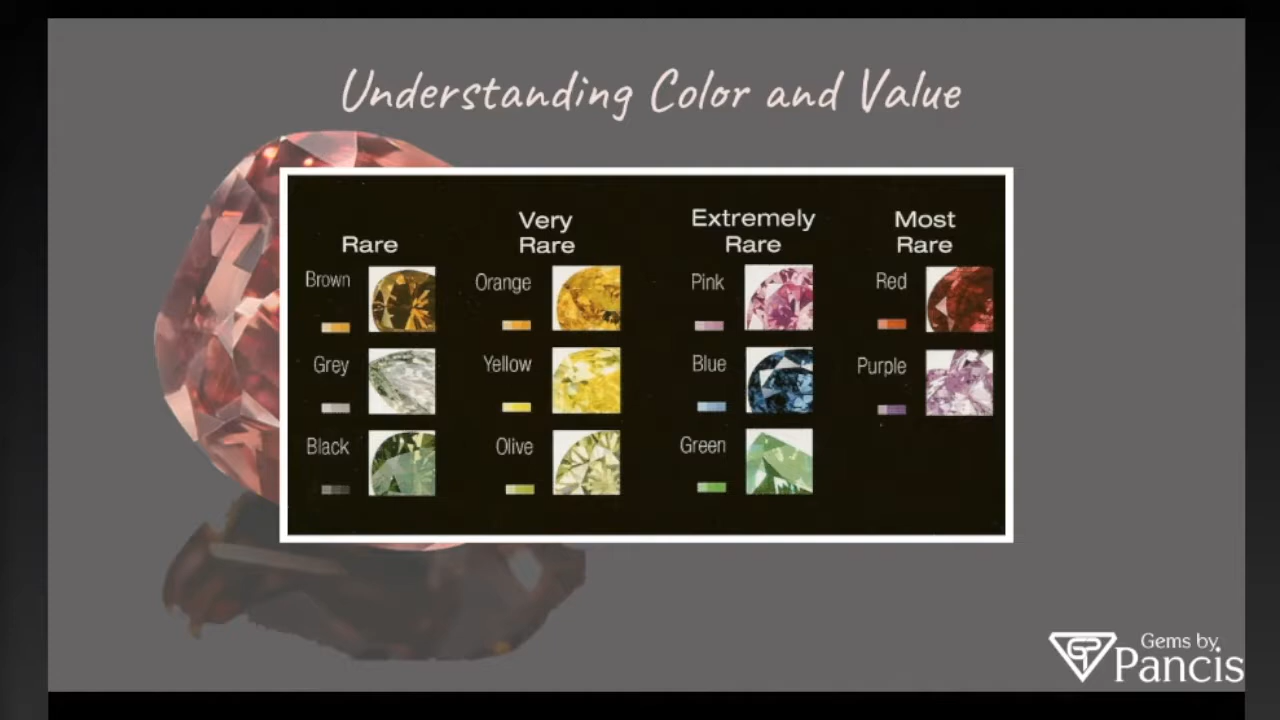 Understanding Color and Value
Rare
Brown
Grey
Black
Very
Rare
Orange
Yellow
Olive
Extremely
Rare
Pink
Blue
Green
Most
Rare
Red
Purple
Gems by
Pancis